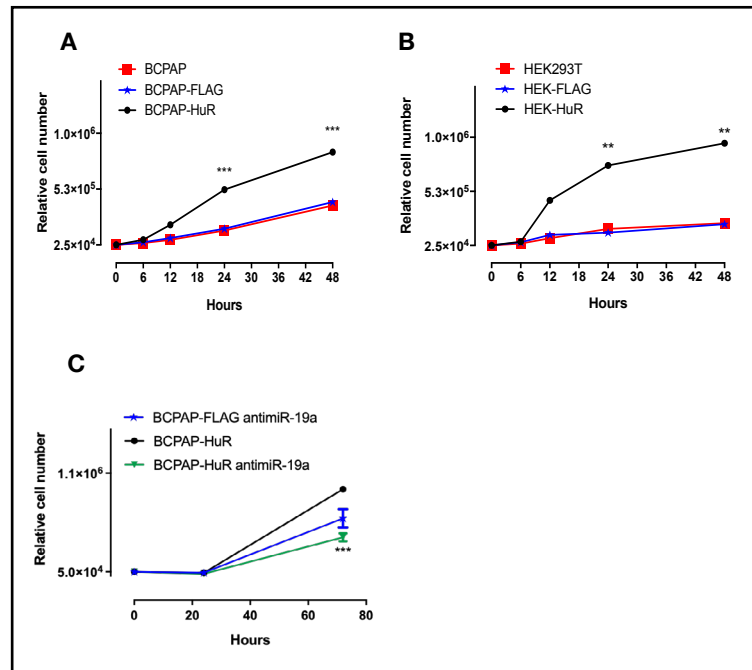 A
BCPAP
BCPAP-FLAG
BCPAP-HuR
Relative cell number
1.0×10⁶
5.3×10⁵
2.5×10⁴
***
***
0 6 12 18 24 30 36 42 48
Hours
B
HEK293T
HEK-FLAG
HEK-HuR
Relative cell number
1.0×10⁶
5.3×10⁵
2.5×10⁴
**
**
0 6 12 18 24 30 36 42 48
Hours
C
BCPAP-FLAG antimiR-19a
BCPAP-HuR
BCPAP-HuR antimiR-19a
Relative cell number
1.1×10⁶
5.0×10⁴
***
0 20 40 60 80
Hours